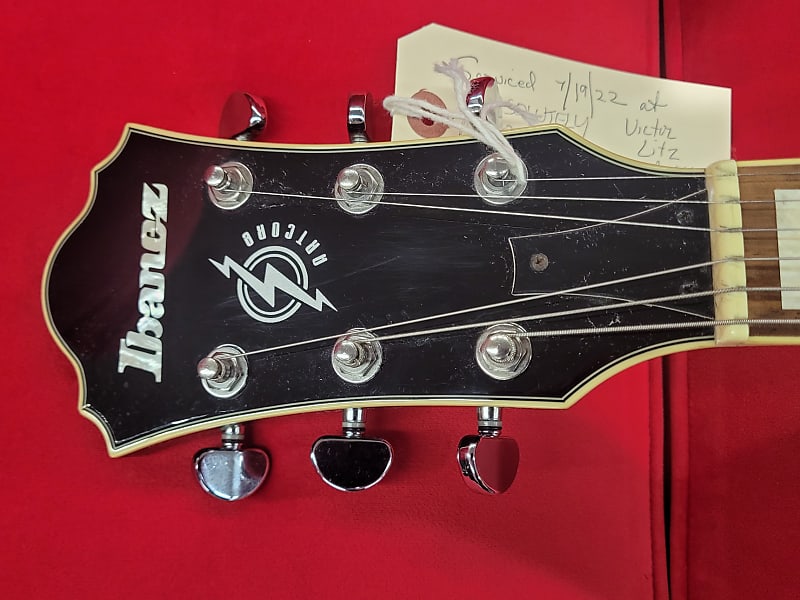 Ibanez
ARTCORE
Serviced 7/19/22 at
Victor
Litz